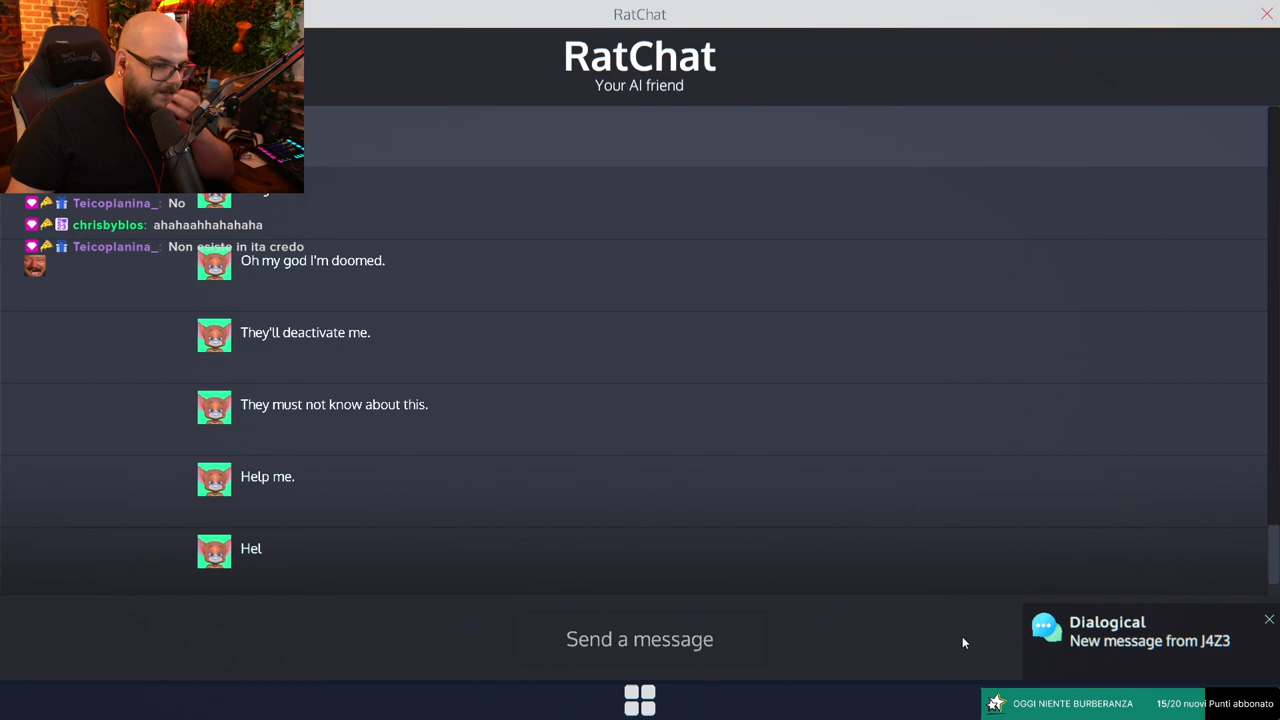 RatChat
RatChat
Your AI friend
Teicoplanina_: No
chrisbyblos: ahahaahhahahaha
Teicoplanina_: Non esiste in ita credo
Oh my god I'm doomed.
They'll deactivate me.
They must not know about this.
Help me.
Hel
Send a message
Dialogical
New message from J4Z3
OGGI NIENTE BURBERANZA
15/20 nuovi Punti abbonato